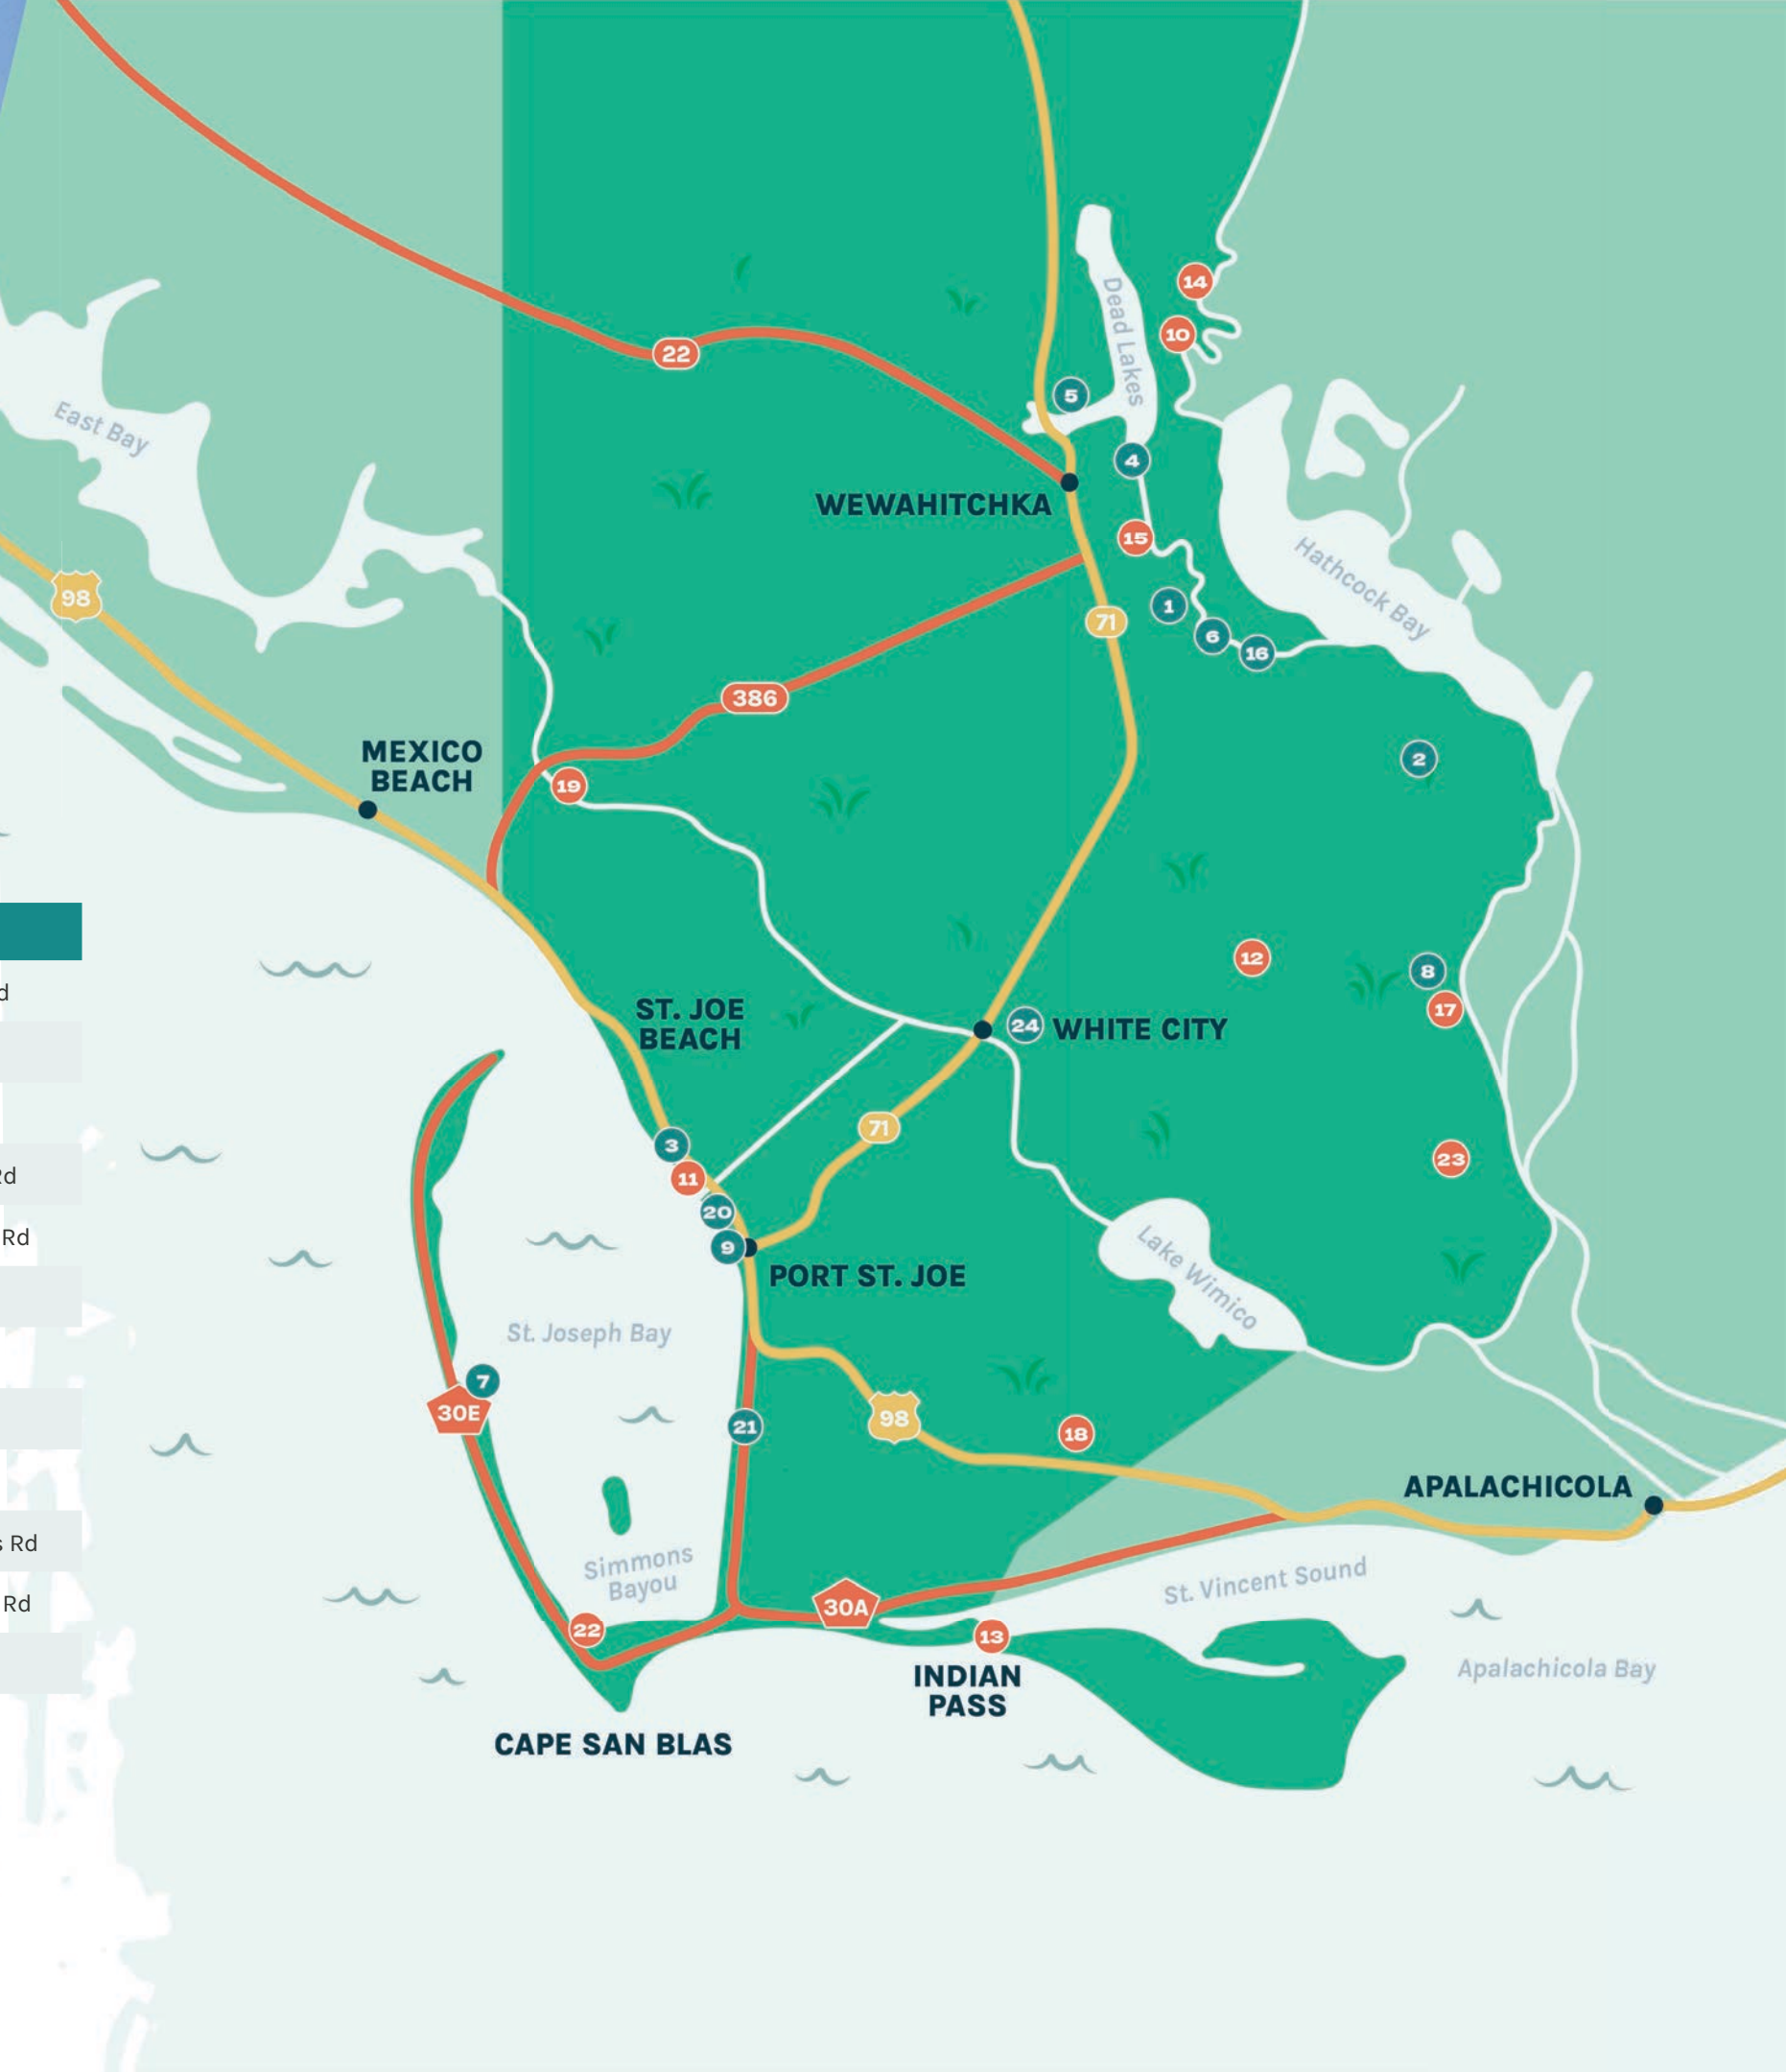 14
Dead Lakes
10
22
5
East Bay
4
WEWAHITCHKA
15
Hathcock Bay
98
1
71
6
16
386
MEXICO
BEACH
2
19
d
12
8
ST. JOE
BEACH
17
24
WHITE CITY
71
3
23
11
Rd
20
Rd
9
PORT ST. JOE
Lake Wimico
St. Joseph Bay
7
30E
98
21
18
APALACHICOLA
s Rd
Simmons
Bayou
St. Vincent Sound
30A
Rd
22
13
INDIAN
PASS
Apalachicola Bay
CAPE SAN BLAS